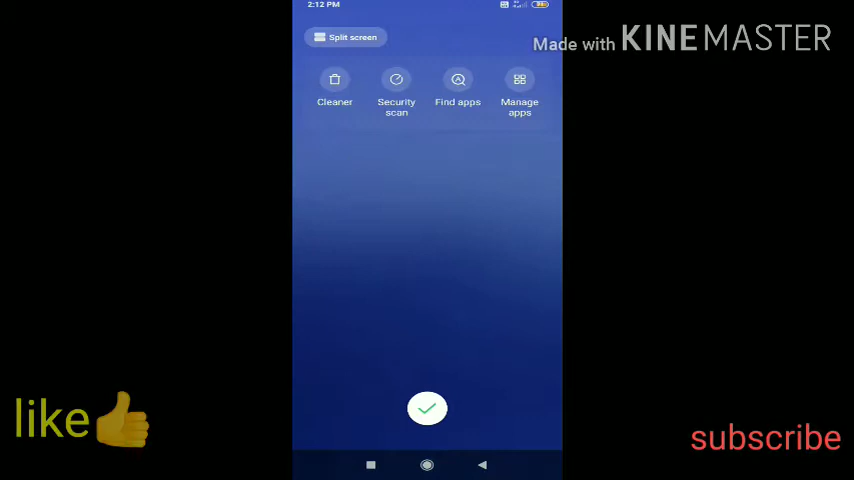 2:12 PM
Split screen
Made with KINEMASTER
Cleaner
Security
scan
Find apps
Manage
apps
like
subscribe